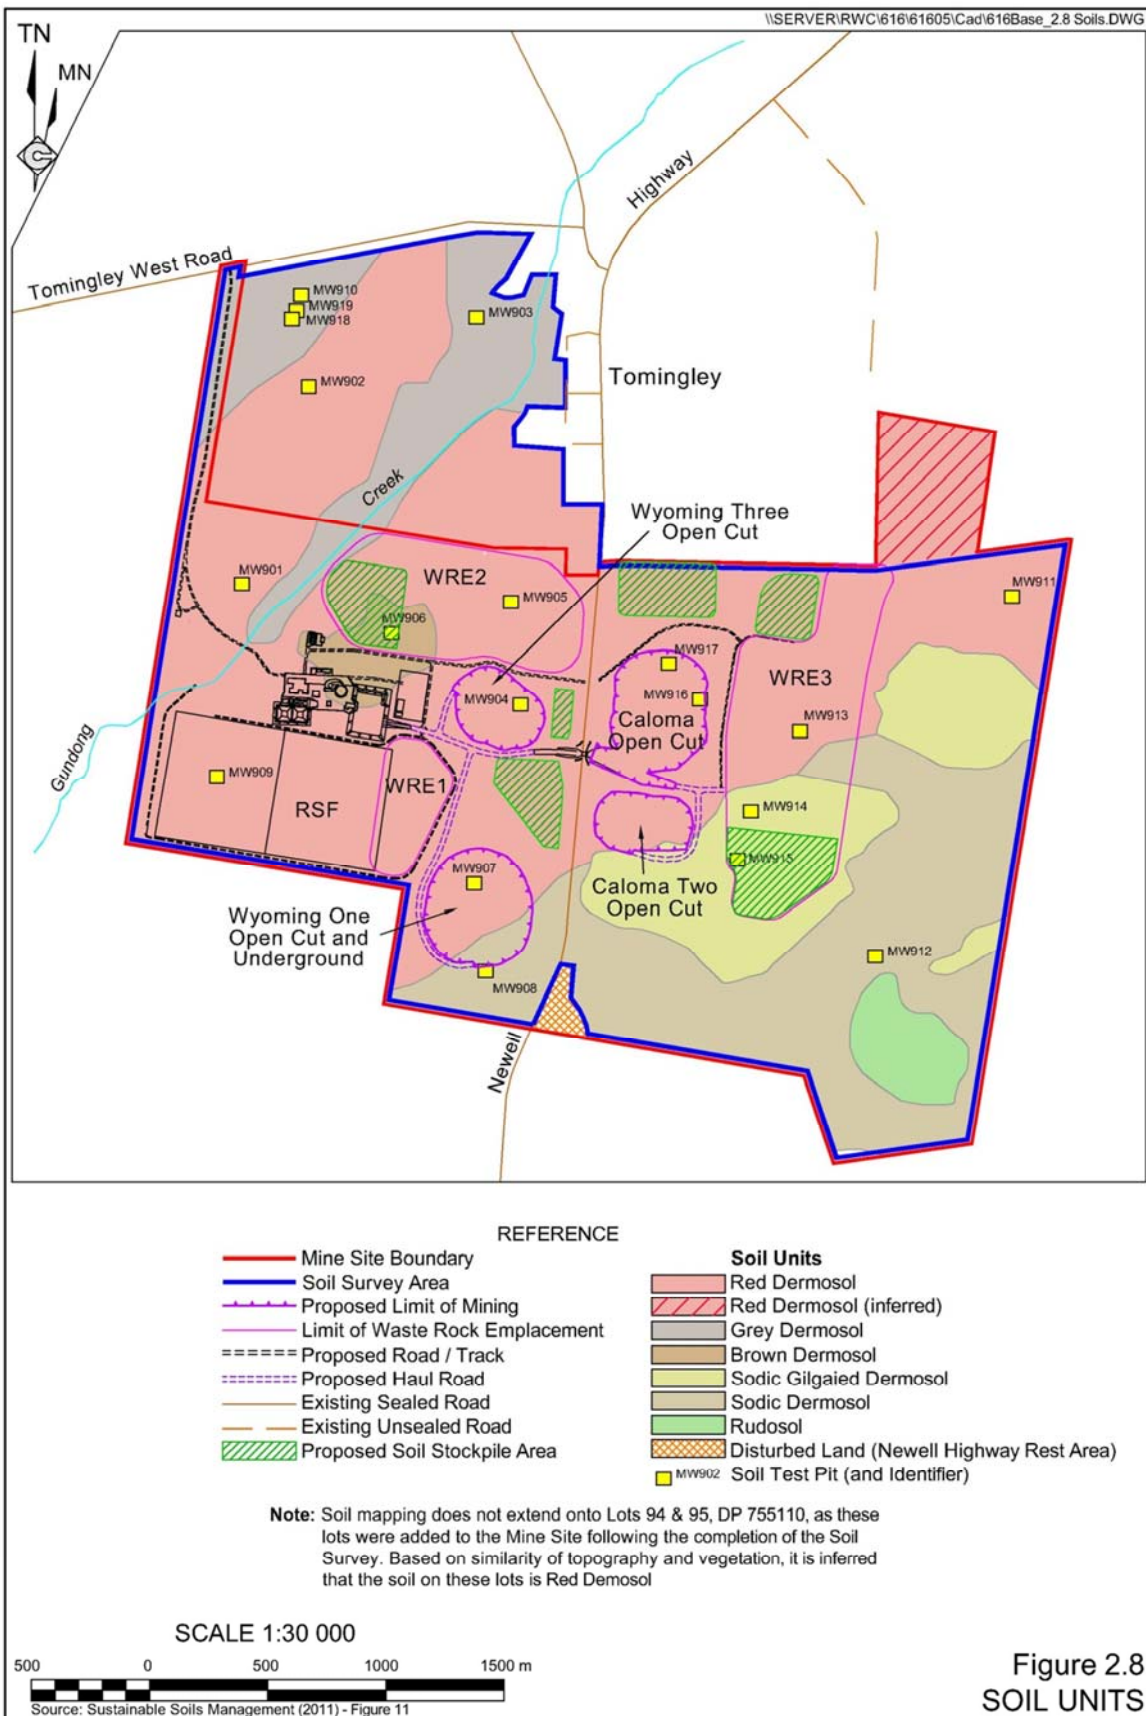 \\SERVER\RWC\616\61605\Cad\616Base_2.8 Soils.DWG
TN
MN
Highway
Tomingley West Road
MW910
MW919
MW918
MW903
MW902
Tomingley
Creek
Wyoming Three
Open Cut
MW901
WRE2
MW905
MW911
MW906
MW917
WRE3
MW904
MW916
Caloma
Open Cut
MW913
Gundong
MW909
WRE1
RSF
MW914
MW915
MW907
Caloma Two
Open Cut
Wyoming One
Open Cut and
Underground
MW912
MW908
Newell
REFERENCE
Mine Site Boundary
Soil Survey Area
Proposed Limit of Mining
Limit of Waste Rock Emplacement
Proposed Road / Track
Proposed Haul Road
Existing Sealed Road
Existing Unsealed Road
Proposed Soil Stockpile Area
Soil Units
Red Dermosol
Red Dermosol (inferred)
Grey Dermosol
Brown Dermosol
Sodic Gilgaied Dermosol
Sodic Dermosol
Rudosol
Disturbed Land (Newell Highway Rest Area)
MW902 Soil Test Pit (and Identifier)
Note: Soil mapping does not extend onto Lots 94 & 95, DP 755110, as these
lots were added to the Mine Site following the completion of the Soil
Survey. Based on similarity of topography and vegetation, it is inferred
that the soil on these lots is Red Demosol
SCALE 1:30 000
500 0 500 1000 1500 m
Source: Sustainable Soils Management (2011) - Figure 11
Figure 2.8
SOIL UNITS